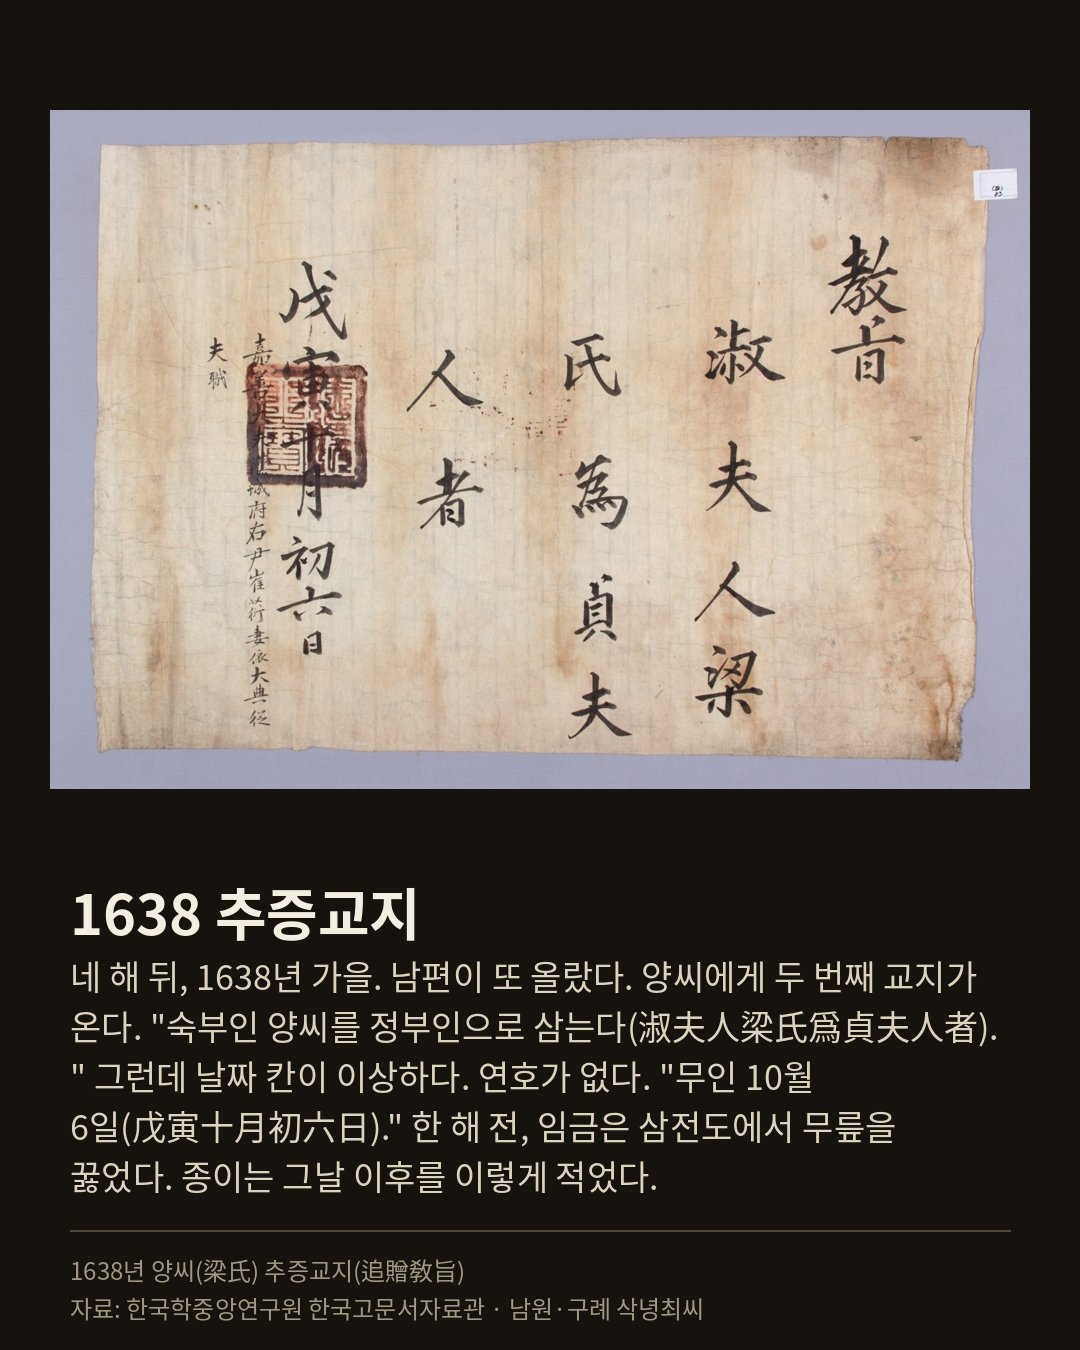 敎旨
淑夫人梁
氏為貞夫
人者
戊寅十月初六日
嘉善大夫漢城府右尹崔荇妻依大典從
夫職
1638 추증교지
네 해 뒤, 1638년 가을. 남편이 또 올랐다. 양씨에게 두 번째 교지가
온다. "숙부인 양씨를 정부인으로 삼는다(淑夫人梁氏爲貞夫人者).
" 그런데 날짜 칸이 이상하다. 연호가 없다. "무인 10월
6일(戊寅十月初六日)." 한 해 전, 임금은 삼전도에서 무릎을
꿇었다. 종이는 그날 이후를 이렇게 적었다.
1638년 양씨(梁氏) 추증교지(追贈敎旨)
자료: 한국학중앙연구원 한국고문서자료관 · 남원·구례 삭녕최씨